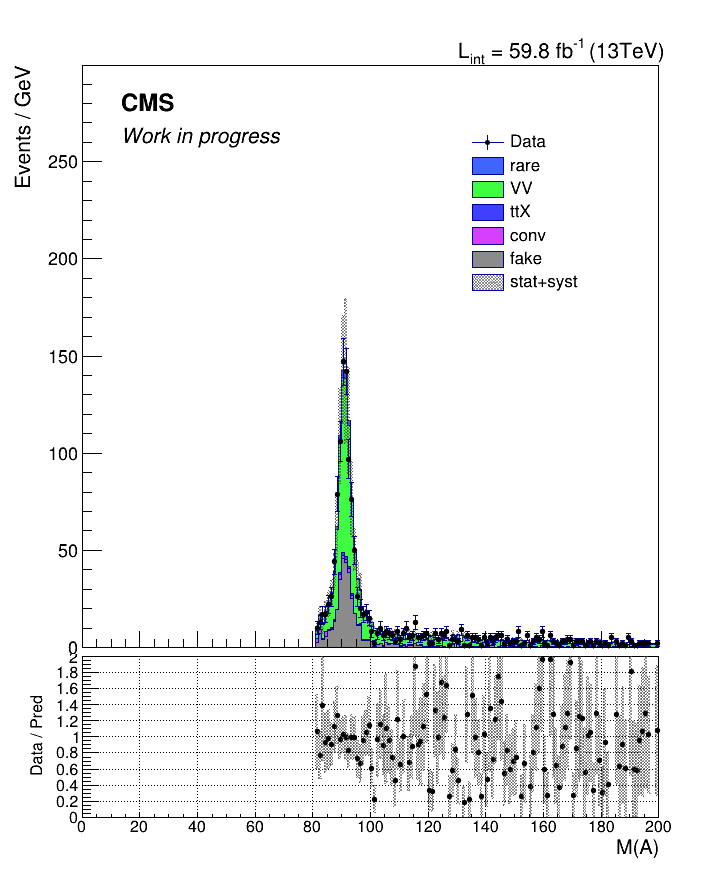 L_int = 59.8 fb^-1 (13TeV)
Events / GeV
CMS
Work in progress
Data
rare
VV
ttX
conv
fake
stat+syst
250
200
150
100
50
0
Data / Pred
2
1.8
1.6
1.4
1.2
1
0.8
0.6
0.4
0.2
0
0 20 40 60 80 100 120 140 160 180 200
M(A)